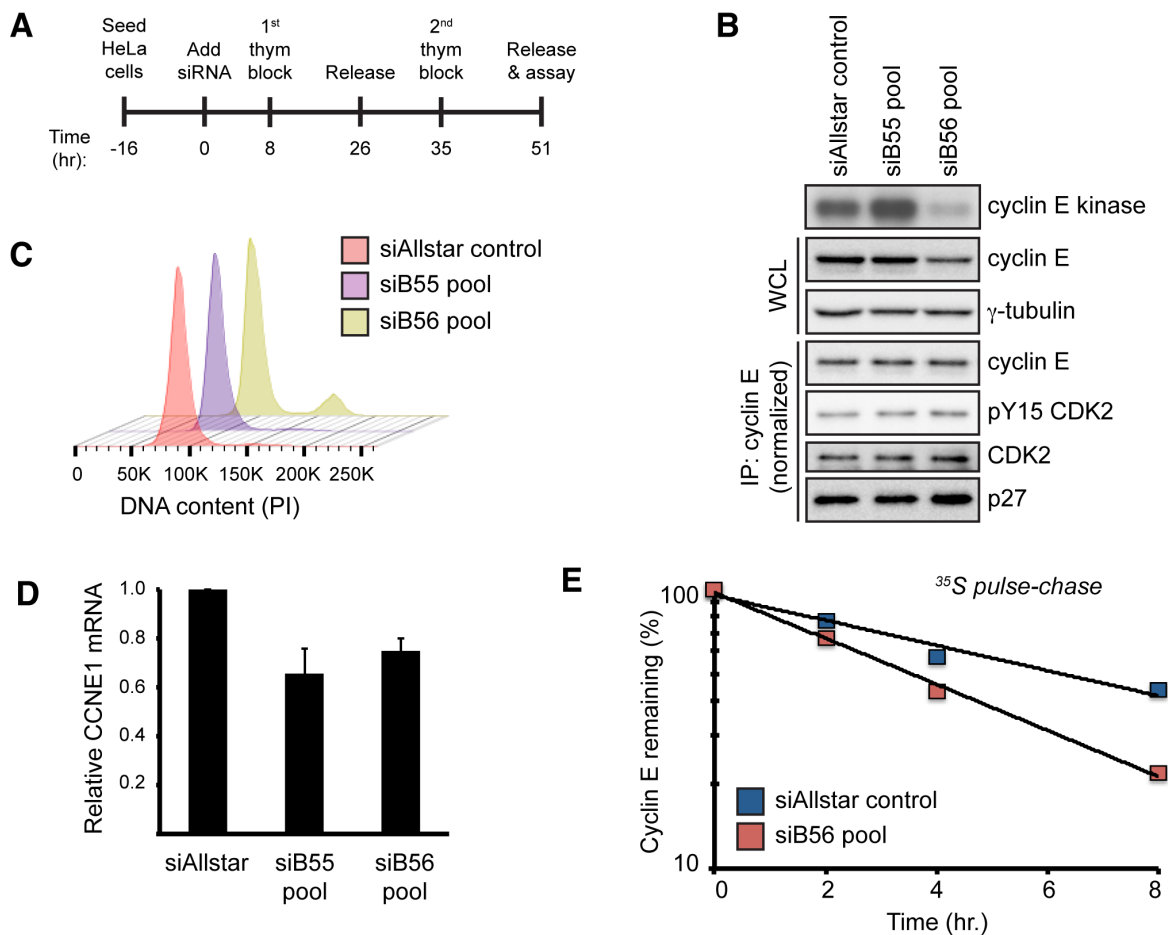 A
Seed
HeLa
cells
Add
siRNA
1st
thym
block
Release
2nd
thym
block
Release
& assay
Time
(hr):
-16
0
8
26
35
51
B
siAllstar control
siB55 pool
siB56 pool
cyclin E kinase
WCL
cyclin E
γ-tubulin
IP: cyclin E
(normalized)
cyclin E
pY15 CDK2
CDK2
p27
C
siAllstar control
siB55 pool
siB56 pool
0
50K
100K
150K
200K
250K
DNA content (PI)
D
Relative CCNE1 mRNA
1.0
0.8
0.6
0.4
0.2
siAllstar
siB55
pool
siB56
pool
E
35S pulse-chase
Cyclin E remaining (%)
100
10
siAllstar control
siB56 pool
0
2
4
6
8
Time (hr.)